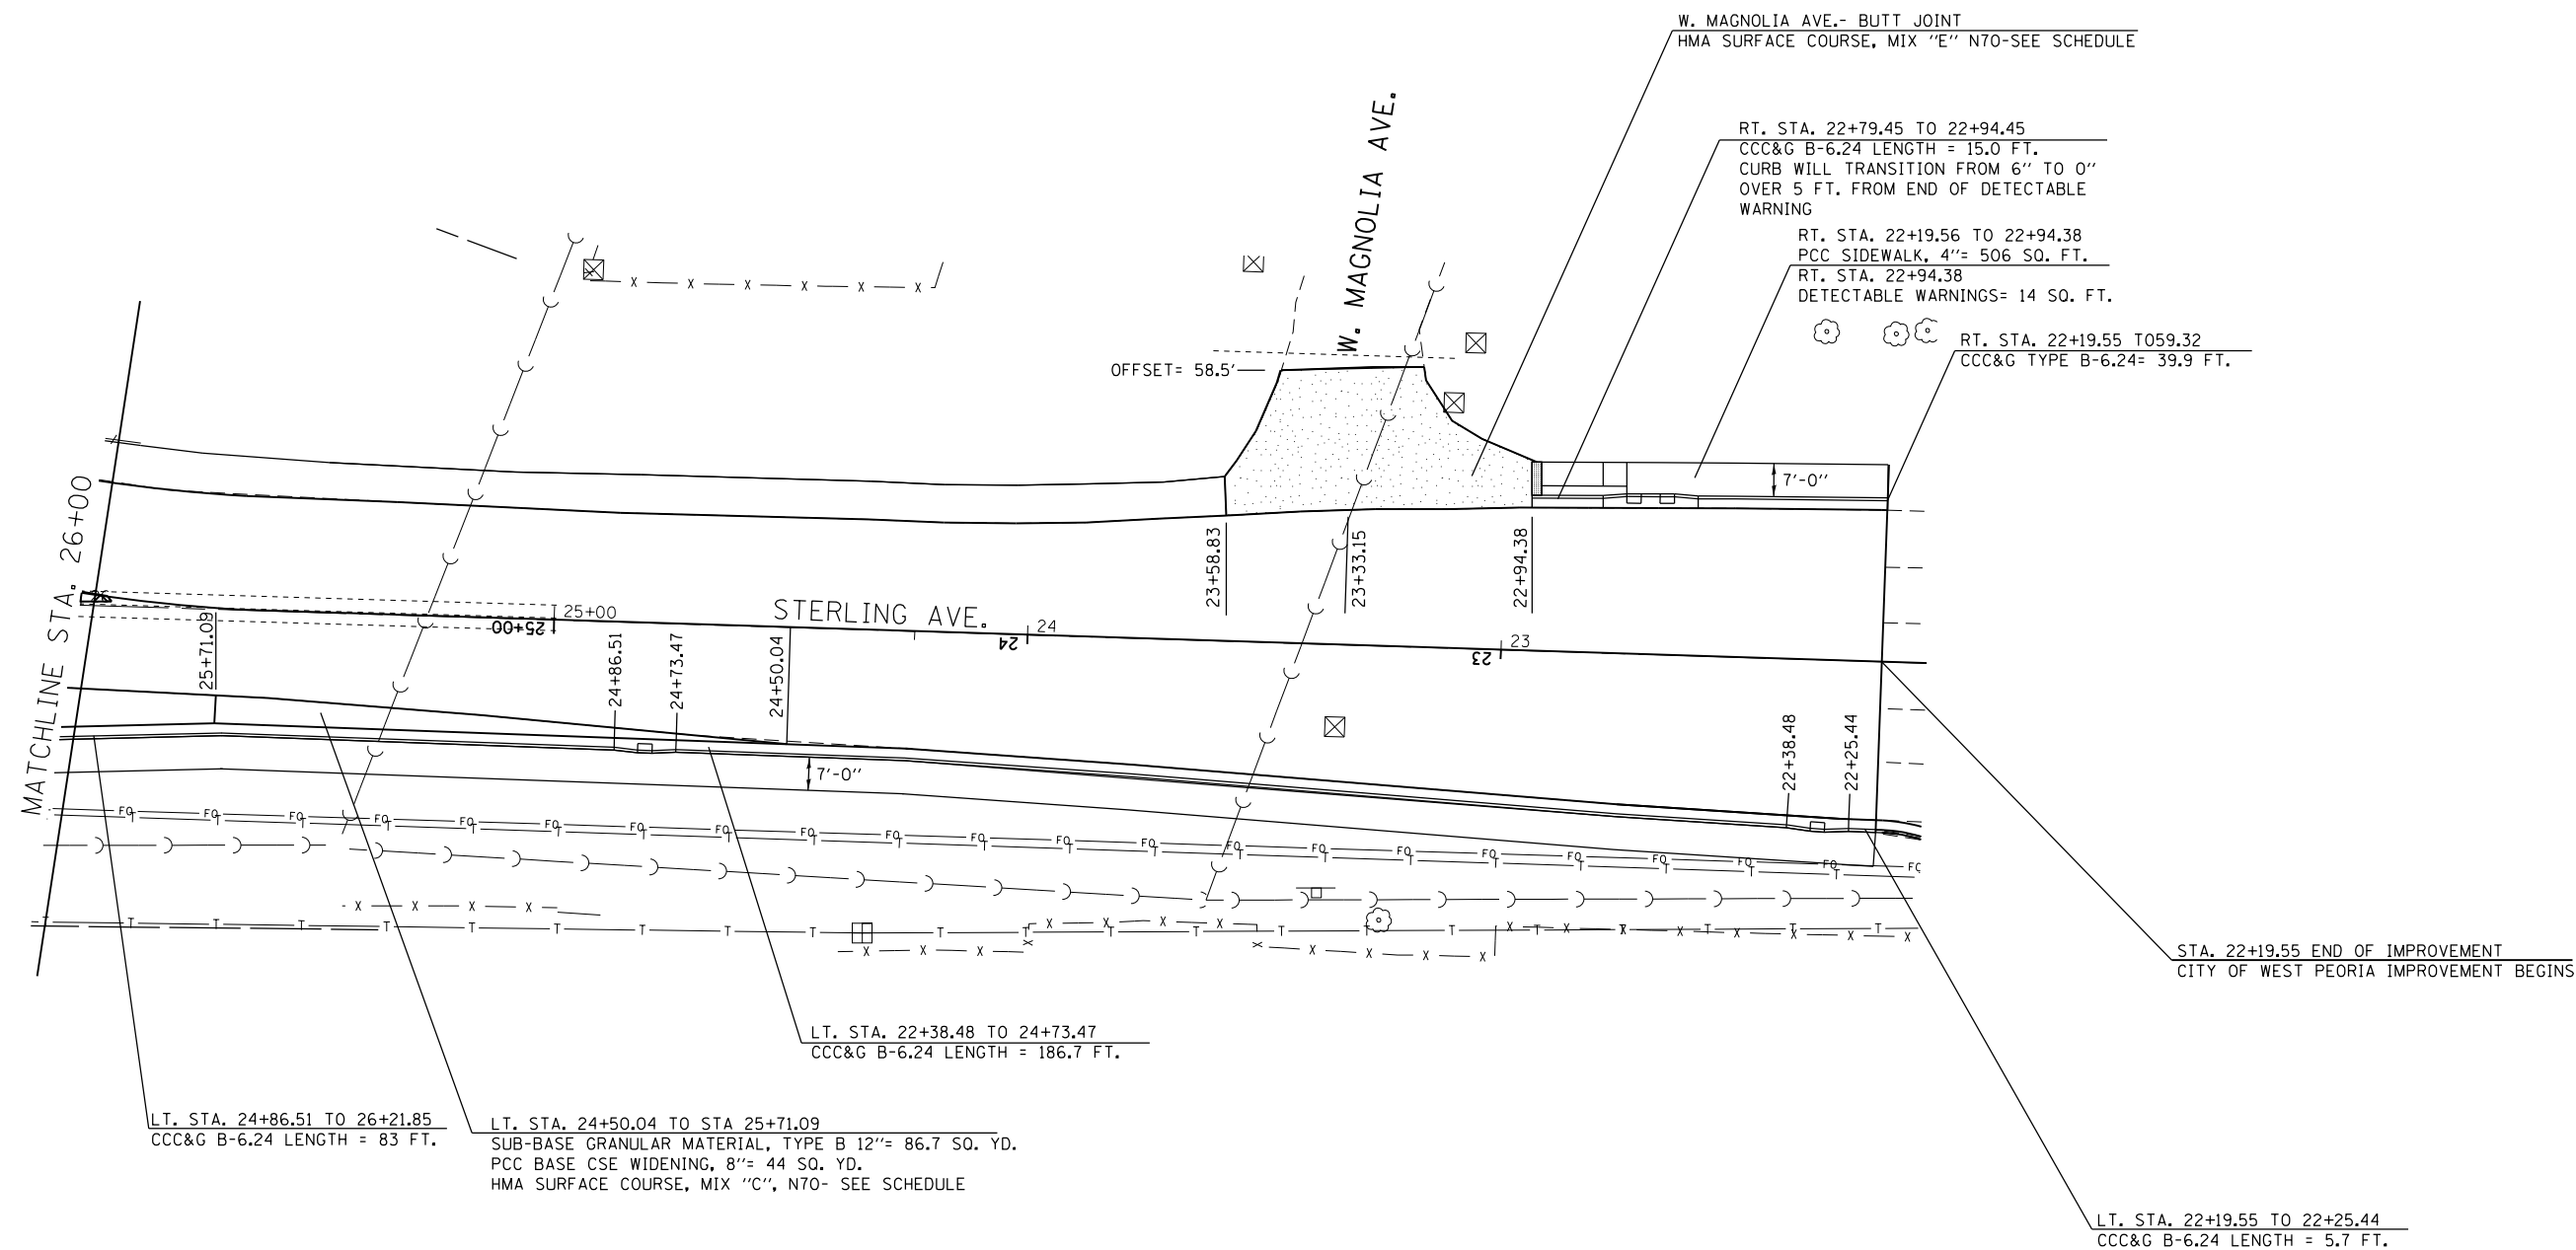 W. MAGNOLIA AVE.- BUTT JOINT
HMA SURFACE COURSE, MIX "E" N70-SEE SCHEDULE
RT. STA. 22+79.45 TO 22+94.45
CCC&G B-6.24 LENGTH = 15.0 FT.
CURB WILL TRANSITION FROM 6" TO 0"
OVER 5 FT. FROM END OF DETECTABLE
WARNING
RT. STA. 22+19.56 TO 22+94.38
PCC SIDEWALK, 4"= 506 SQ. FT.
RT. STA. 22+94.38
DETECTABLE WARNINGS= 14 SQ. FT.
RT. STA. 22+19.55 TO59.32
CCC&G TYPE B-6.24= 39.9 FT.
W. MAGNOLIA AVE.
OFFSET= 58.5'
7'-0"
MATCHLINE STA. 26+00
23+58.83
23+33.15
22+94.38
STERLING AVE.
25+00
25+00
24
24
23
23
25+71.09
24+86.51
24+73.47
24+50.04
22+38.48
22+25.44
7'-0"
STA. 22+19.55 END OF IMPROVEMENT
CITY OF WEST PEORIA IMPROVEMENT BEGINS
LT. STA. 22+38.48 TO 24+73.47
CCC&G B-6.24 LENGTH = 186.7 FT.
LT. STA. 24+86.51 TO 26+21.85
CCC&G B-6.24 LENGTH = 83 FT.
LT. STA. 24+50.04 TO STA 25+71.09
SUB-BASE GRANULAR MATERIAL, TYPE B 12"= 86.7 SQ. YD.
PCC BASE CSE WIDENING, 8"= 44 SQ. YD.
HMA SURFACE COURSE, MIX "C", N70- SEE SCHEDULE
LT. STA. 22+19.55 TO 22+25.44
CCC&G B-6.24 LENGTH = 5.7 FT.